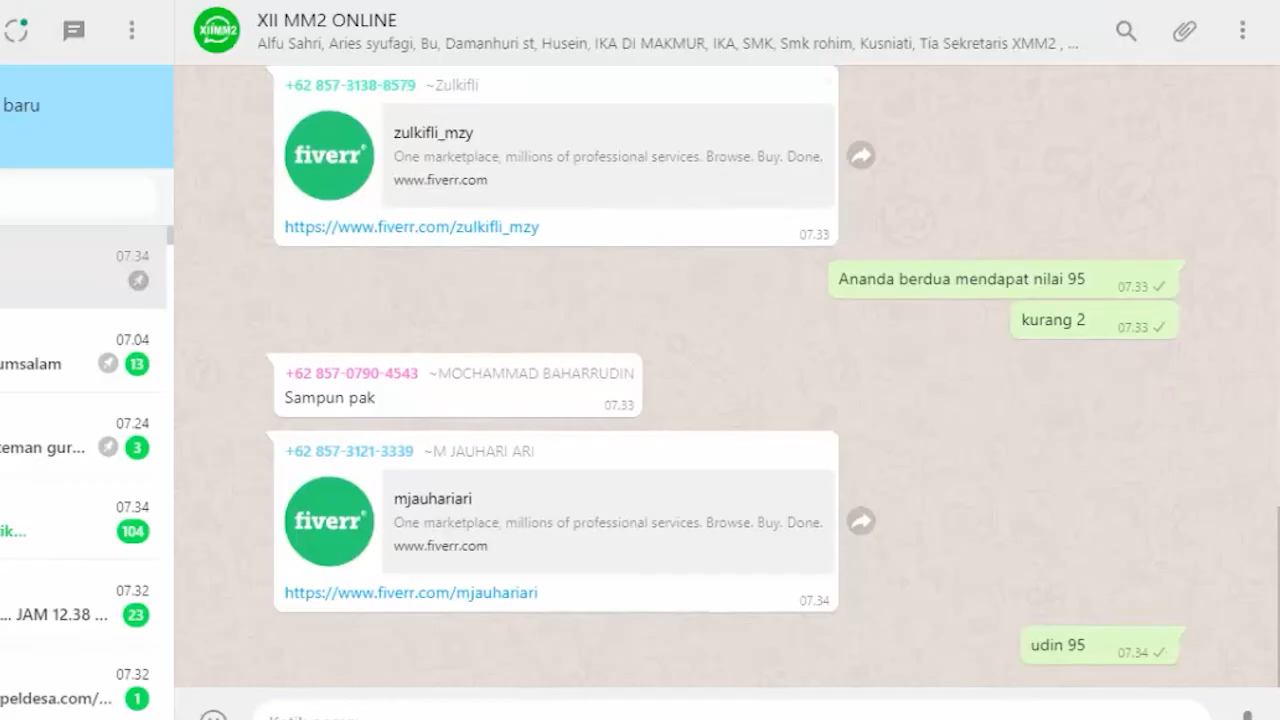 XIIMM2
XII MM2 ONLINE
Alfu Sahri, Aries syufagi, Bu, Damanhuri st, Husein, IKA DI MAKMUR, IKA, SMK, Smk rohim, Kusniati, Tia Sekretaris XMM2 , ...
baru
07.34
07.04
umsalam
13
07.24
teman gur...
3
07.34
ik...
104
07.32
... JAM 12.38 ...
23
07.32
peldesa.com/...
1
+62 857-3138-8579 ~Zulkifli
fiverr
zulkifli_mzy
One marketplace, millions of professional services. Browse. Buy. Done.
www.fiverr.com
https://www.fiverr.com/zulkifli_mzy
07.33
Ananda berdua mendapat nilai 95
07.33
kurang 2
07.33
+62 857-0790-4543 ~MOCHAMMAD BAHARRUDIN
Sampun pak
07.33
+62 857-3121-3339 ~M JAUHARI ARI
fiverr
mjauhariari
One marketplace, millions of professional services. Browse. Buy. Done.
www.fiverr.com
https://www.fiverr.com/mjauhariari
07.34
udin 95
07.34